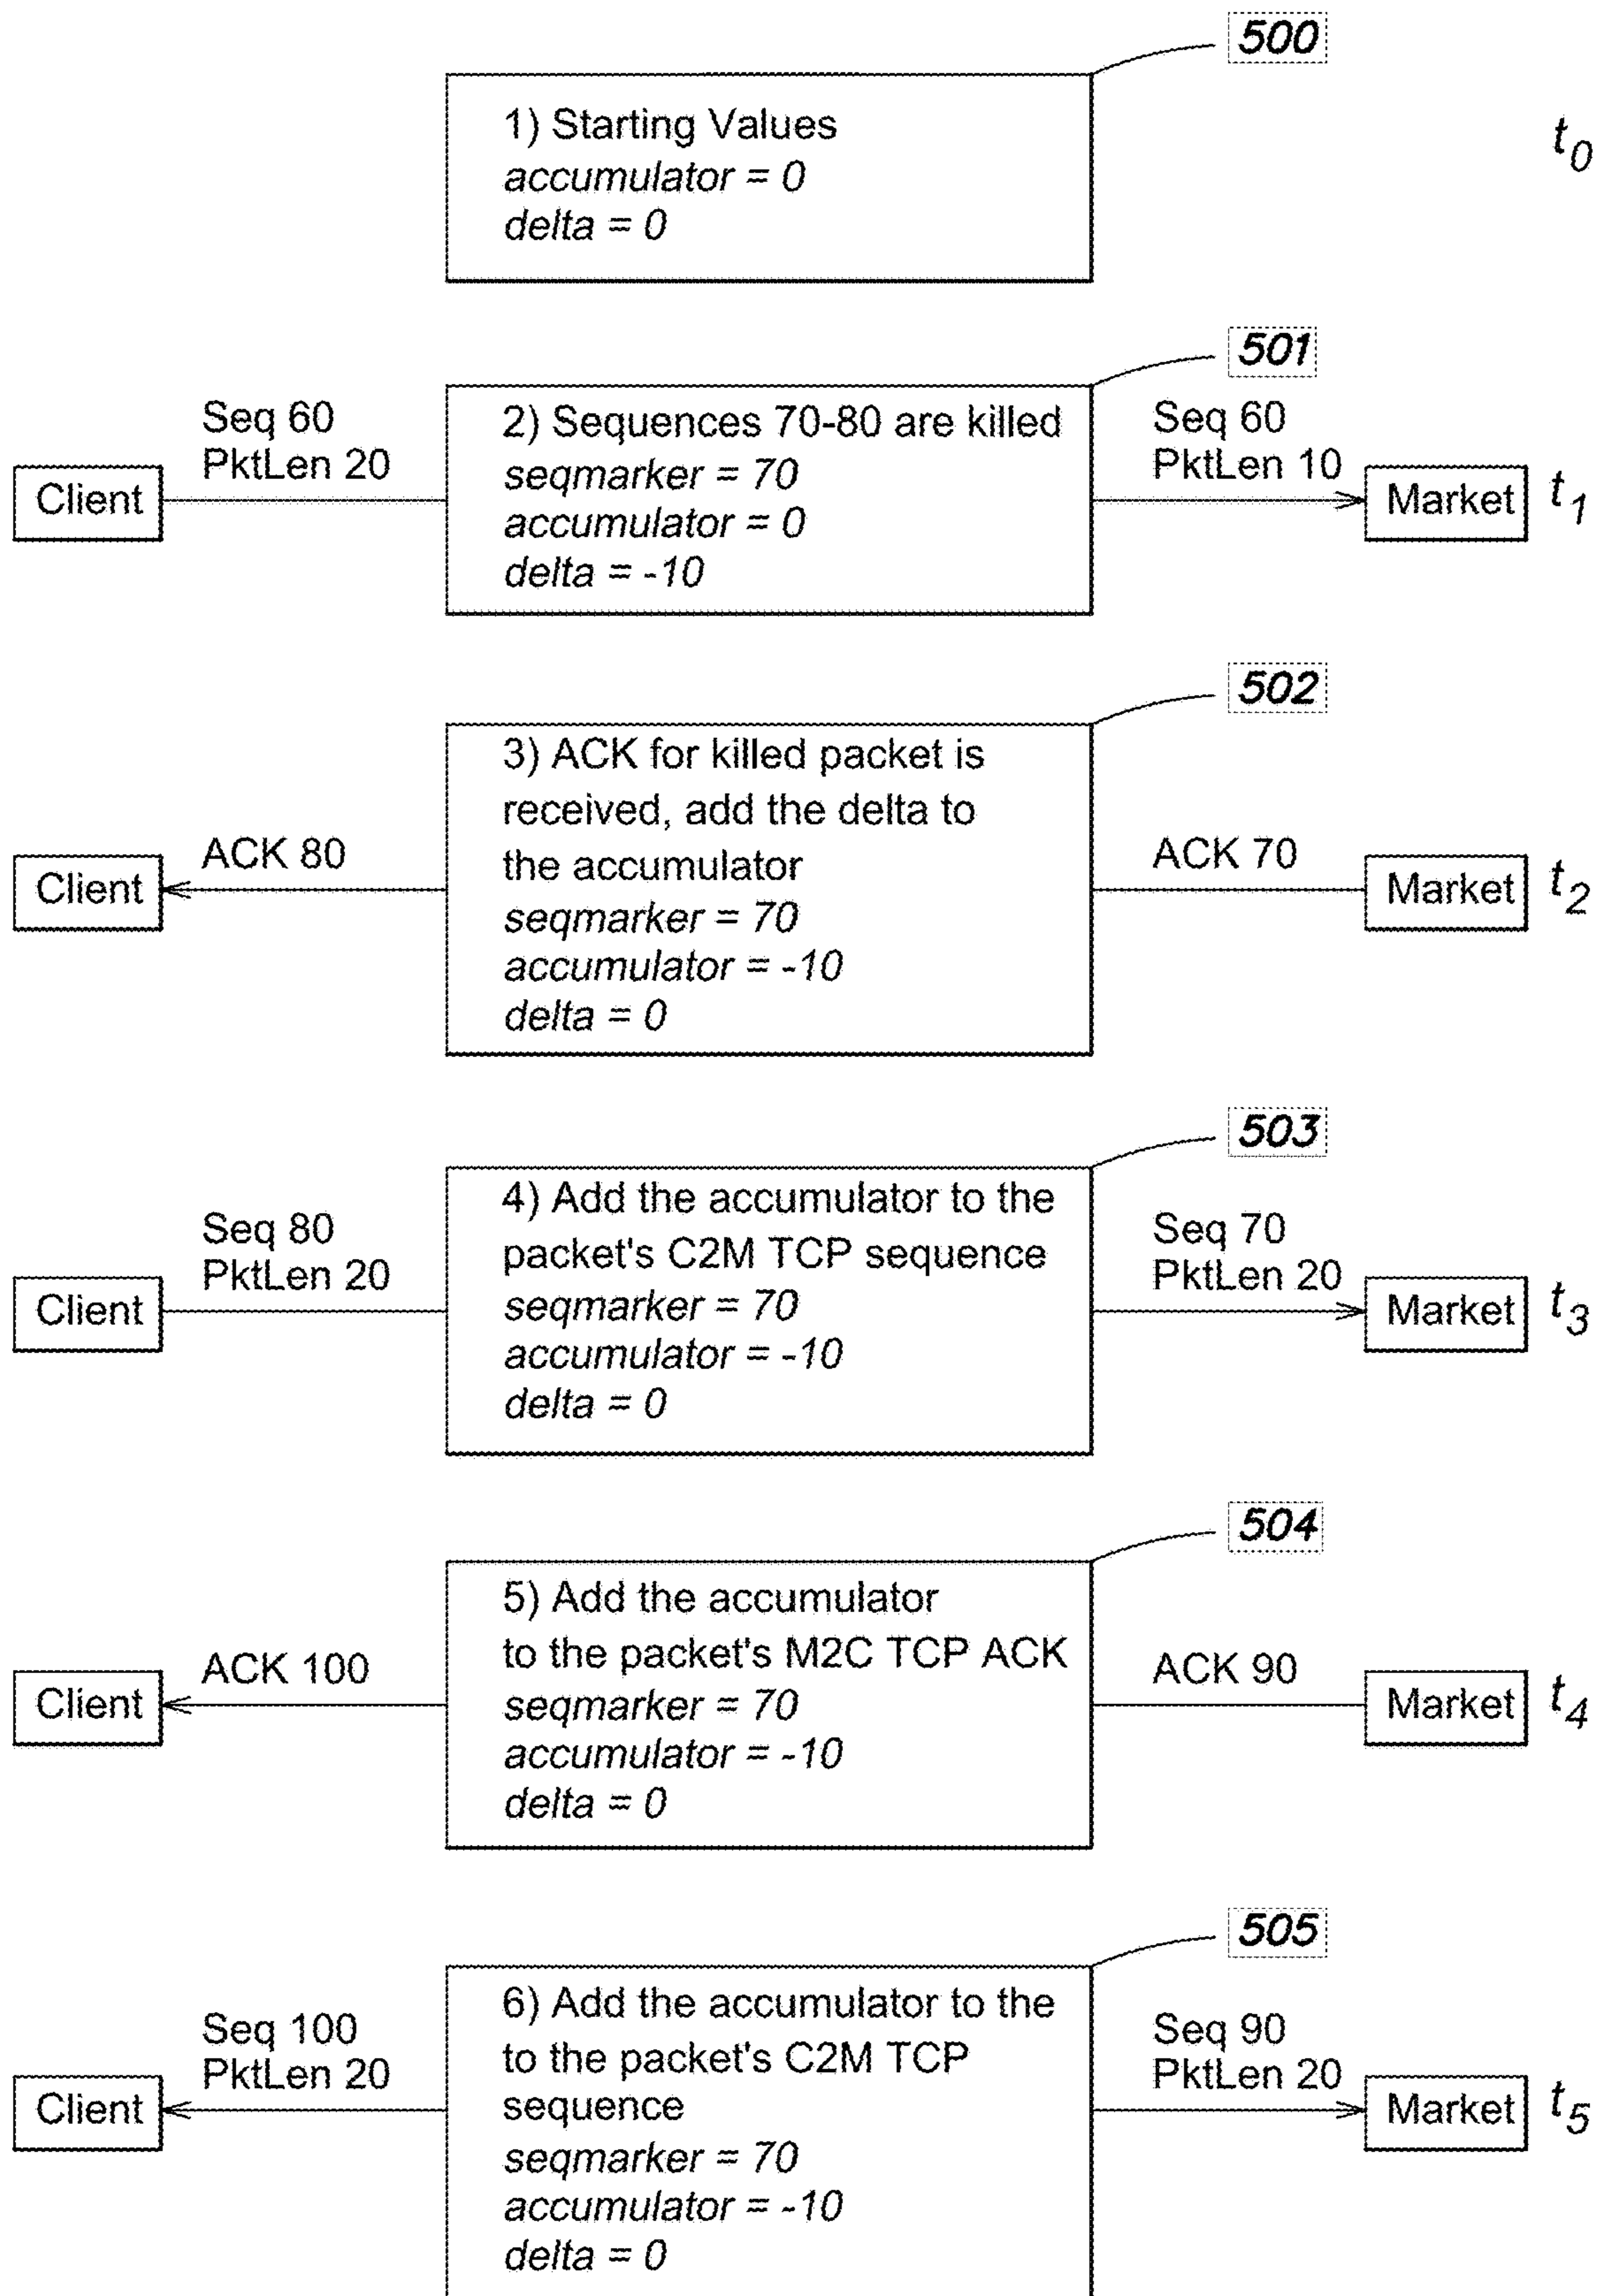 500
1) Starting Values
accumulator = 0
delta = 0
t0
501
Seq 60
PktLen 20
Client
2) Sequences 70-80 are killed
seqmarker = 70
accumulator = 0
delta = -10
Seq 60
PktLen 10
Market
t1
502
ACK 80
Client
3) ACK for killed packet is
received, add the delta to
the accumulator
seqmarker = 70
accumulator = -10
delta = 0
ACK 70
Market
t2
503
Seq 80
PktLen 20
Client
4) Add the accumulator to the
packet's C2M TCP sequence
seqmarker = 70
accumulator = -10
delta = 0
Seq 70
PktLen 20
Market
t3
504
ACK 100
Client
5) Add the accumulator
to the packet's M2C TCP ACK
seqmarker = 70
accumulator = -10
delta = 0
ACK 90
Market
t4
505
Seq 100
PktLen 20
Client
6) Add the accumulator to the
to the packet's C2M TCP
sequence
seqmarker = 70
accumulator = -10
delta = 0
Seq 90
PktLen 20
Market
t5